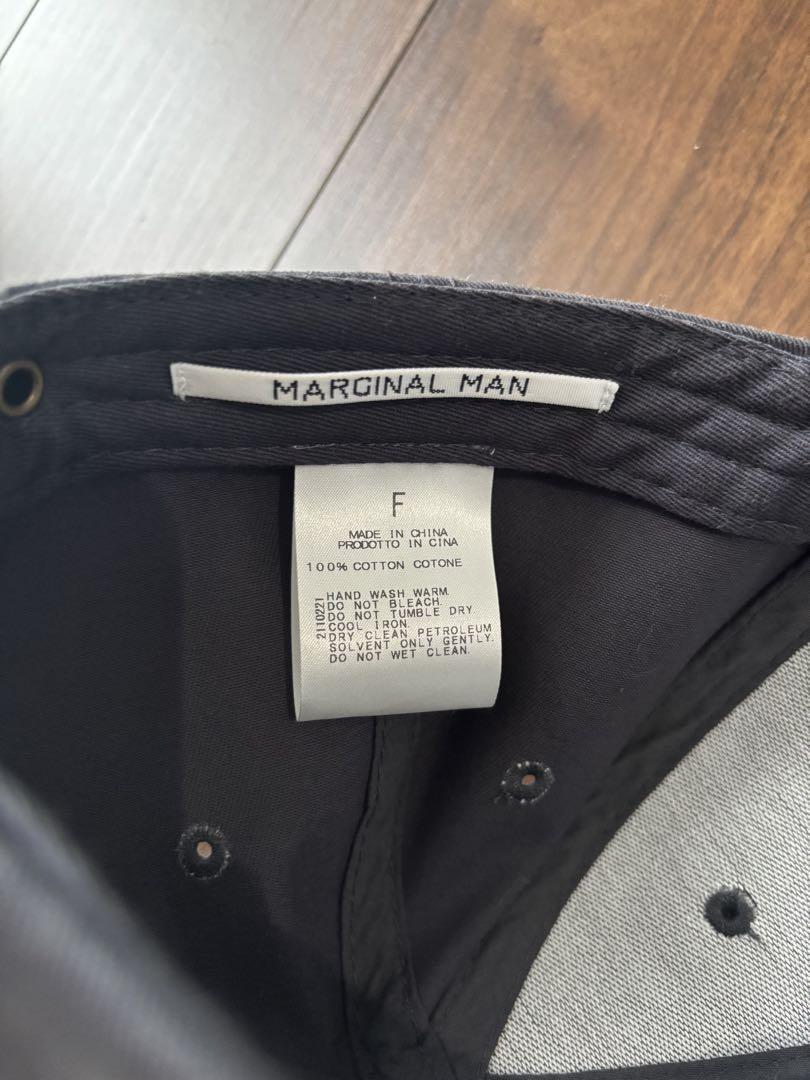 MARGINAL MAN
F
MADE IN CHINA
PRODOTTO IN CINA
100% COTTON COTONE
2110221
HAND WASH WARM.
DO NOT BLEACH.
DO NOT TUMBLE DRY.
COOL IRON.
DRY CLEAN PETROLEUM
SOLVENT ONLY GENTLY.
DO NOT WET CLEAN.